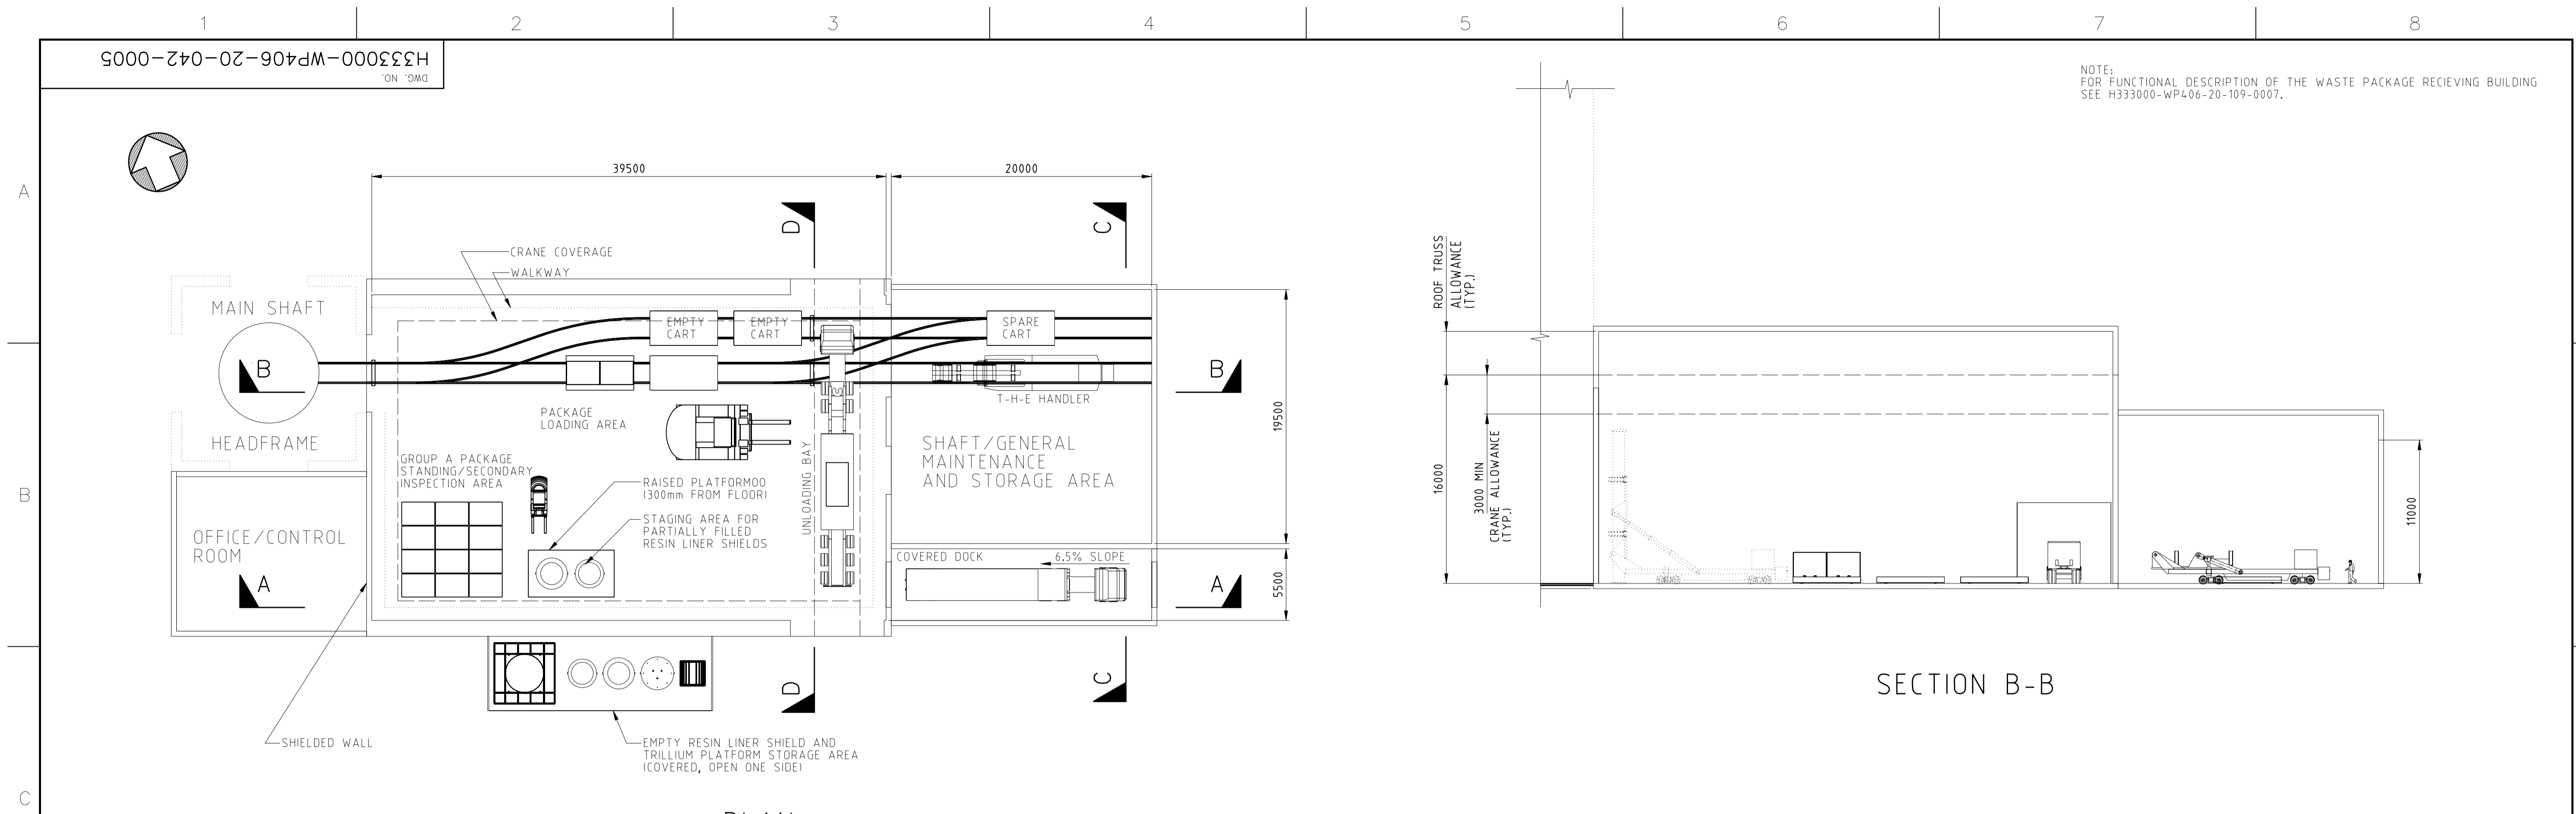 1 2 3 4 5 6 7 8
DWG. NO.
H333000-WP406-20-042-0005
NOTE:
FOR FUNCTIONAL DESCRIPTION OF THE WASTE PACKAGE RECIEVING BUILDING
SEE H333000-WP406-20-109-0007.
A
B
C
39500
20000
D
C
CRANE COVERAGE
WALKWAY
MAIN SHAFT
EMPTY
CART
EMPTY
CART
SPARE
CART
B
B
T-H-E HANDLER
PACKAGE
LOADING AREA
HEADFRAME
GROUP A PACKAGE
STANDING/SECONDARY
INSPECTION AREA
RAISED PLATFORMOO
(300mm FROM FLOOR)
STAGING AREA FOR
PARTIALLY FILLED
RESIN LINER SHIELDS
UNLOADING BAY
SHAFT/GENERAL
MAINTENANCE
AND STORAGE AREA
19500
OFFICE/CONTROL
ROOM
COVERED DOCK
6.5% SLOPE
A
A
5500
D
C
SHIELDED WALL
EMPTY RESIN LINER SHIELD AND
TRILLIUM PLATFORM STORAGE AREA
(COVERED, OPEN ONE SIDE)
ROOF TRUSS
ALLOWANCE
(TYP.)
16000
3000 MIN
CRANE ALLOWANCE
(TYP.)
11000
SECTION B-B